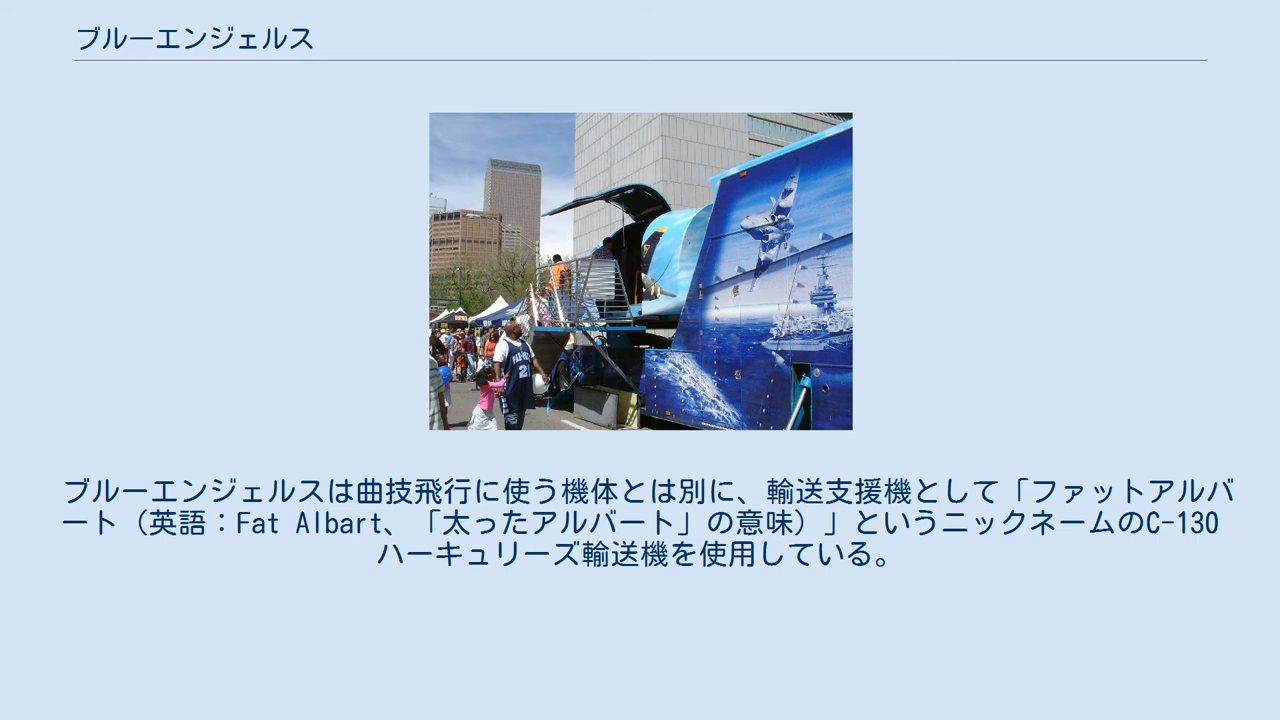 ブルーエンジェルス
ブルーエンジェルスは曲技飛行に使う機体とは別に、輸送支援機として「ファットアルバ
ート（英語：Fat Albart、「太ったアルバート」の意味）」というニックネームのC-130
ハーキュリーズ輸送機を使用している。